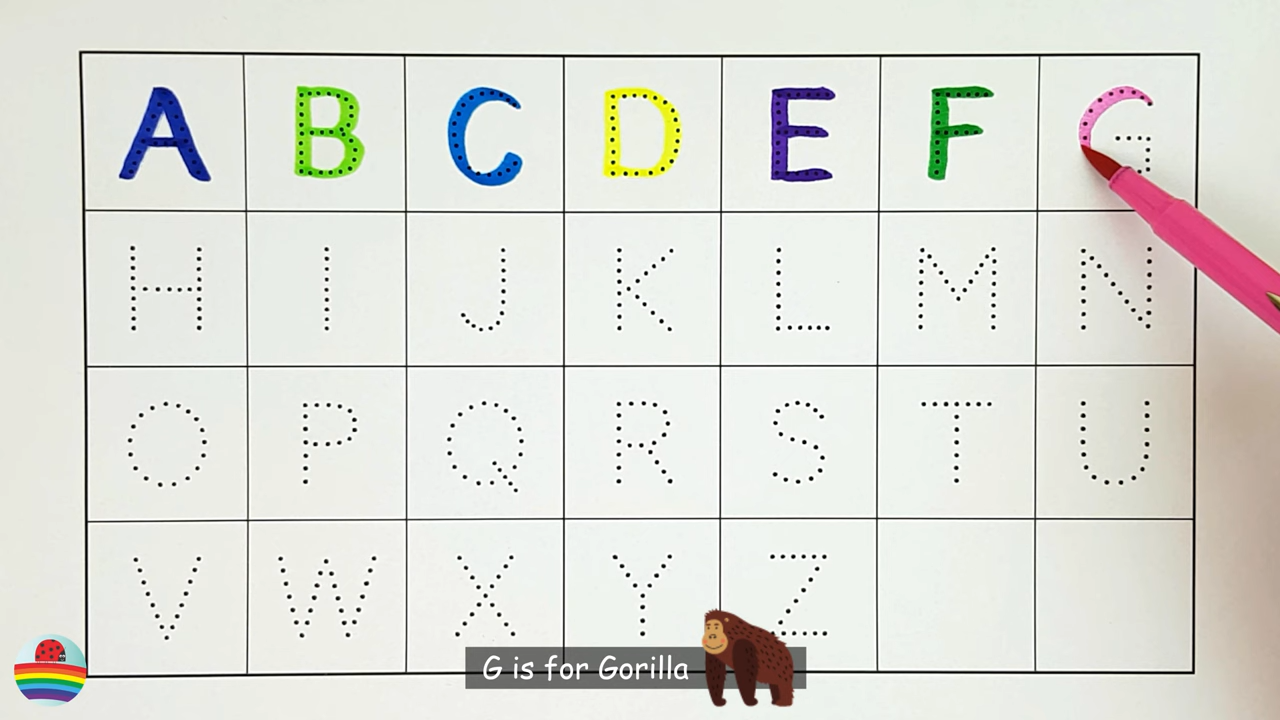 A B C D E F G
H I J K L M N
O P Q R S T U
V W X Y Z
G is for Gorilla